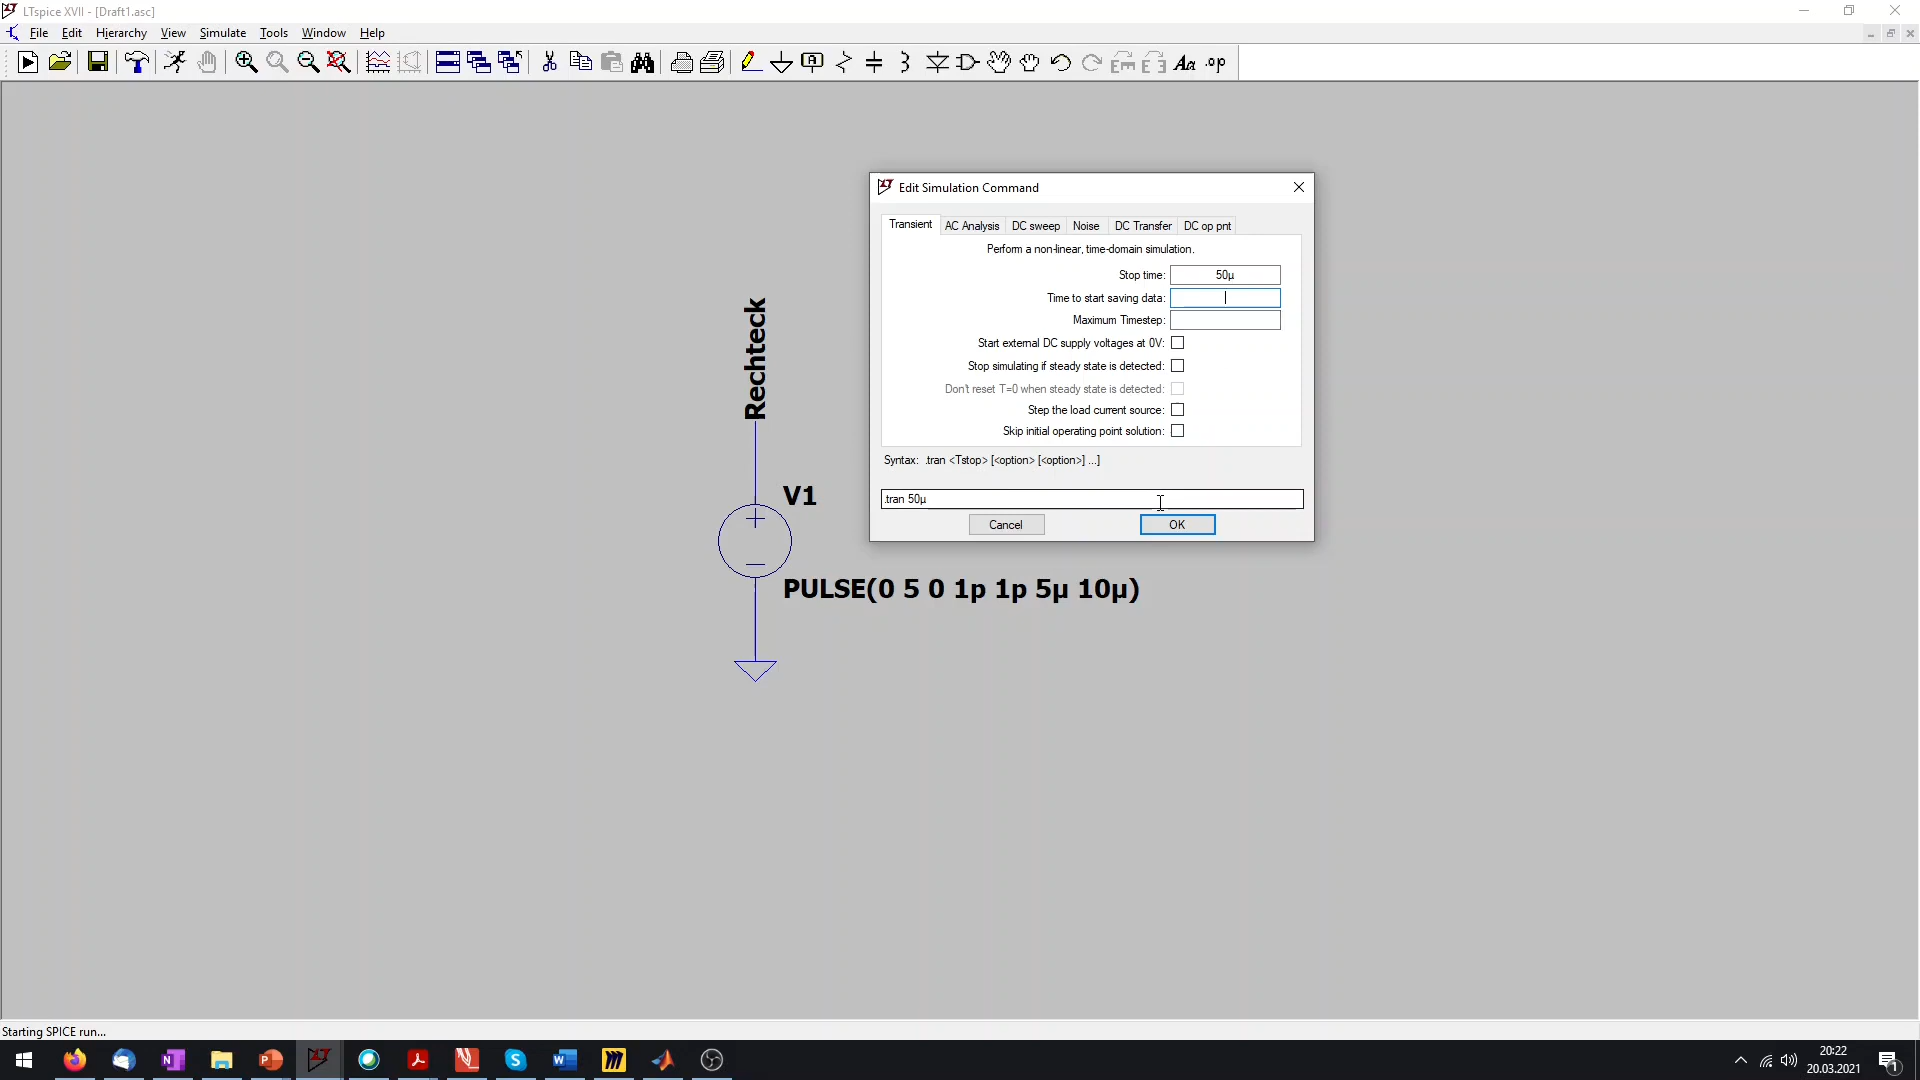 LTspice XVII - [Draft1.asc]
File Edit Hierarchy View Simulate Tools Window Help
Aa .op
Edit Simulation Command
Transient AC Analysis DC sweep Noise DC Transfer DC op pnt
Perform a non-linear, time-domain simulation.
Stop time: 50µ
Time to start saving data:
Maximum Timestep:
Start external DC supply voltages at 0V:
Stop simulating if steady state is detected:
Don't reset T=0 when steady state is detected:
Step the load current source:
Skip initial operating point solution:
Syntax: .tran <Tstop> [<option> [<option>] ...]
.tran 50µ
Cancel OK
Rechteck
V1
PULSE(0 5 0 1p 1p 5µ 10µ)
Starting SPICE run...
20:22
20.03.2021
1